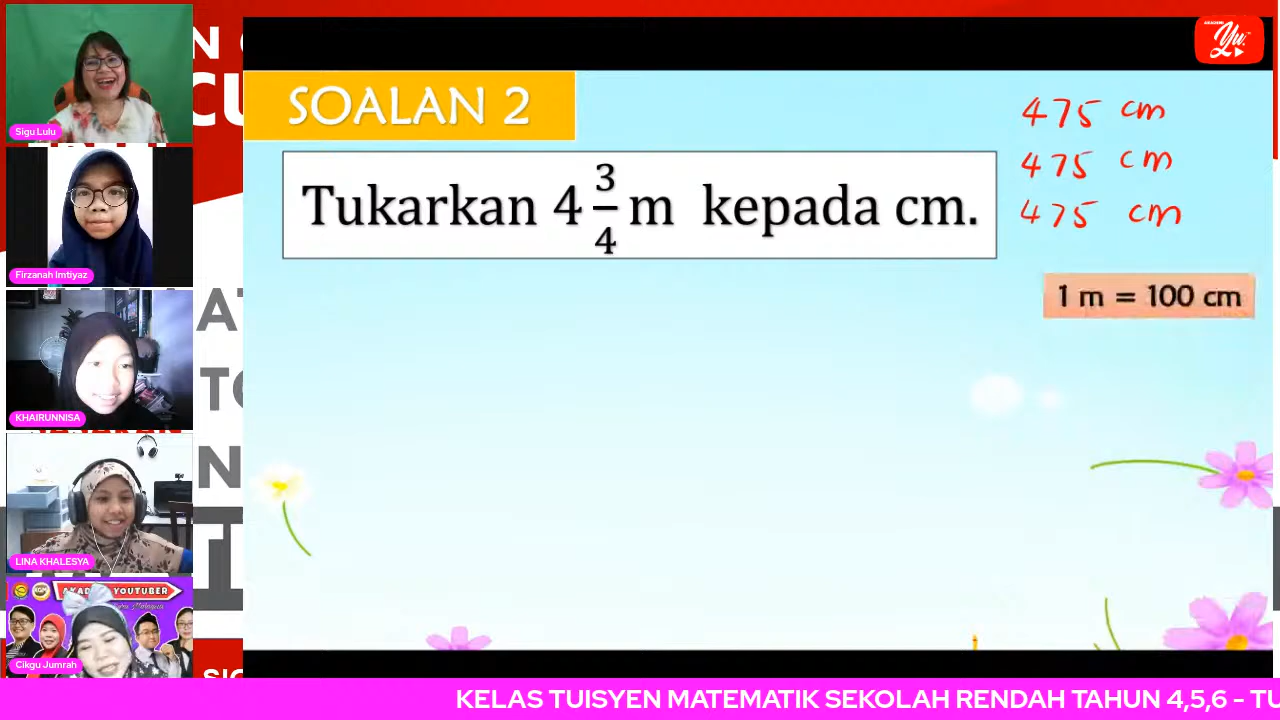 Sigu Lulu
Firzanah Imtiyaz
KHAIRUNNISA
LINA KHALESYA
YOUTUBER
Cikgu Jumrah
SOALAN 2
Tukarkan 4 3/4 m kepada cm.
475 cm
475 cm
475 cm
1 m = 100 cm
KELAS TUISYEN MATEMATIK SEKOLAH RENDAH TAHUN 4,5,6 - TU